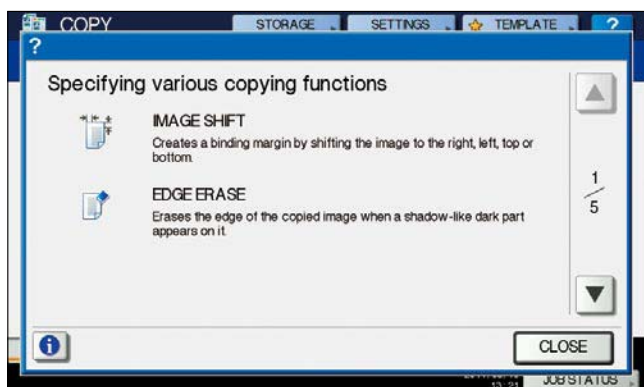 COPY
STORAGE
SETTINGS
TEMPLATE
?
?
Specifying various copying functions
IMAGE SHIFT
Creates a binding margin by shifting the image to the right, left, top or
bottom.
EDGE ERASE
Erases the edge of the copied image when a shadow-like dark part
appears on it.
1
5
i
CLOSE
JOB STATUS